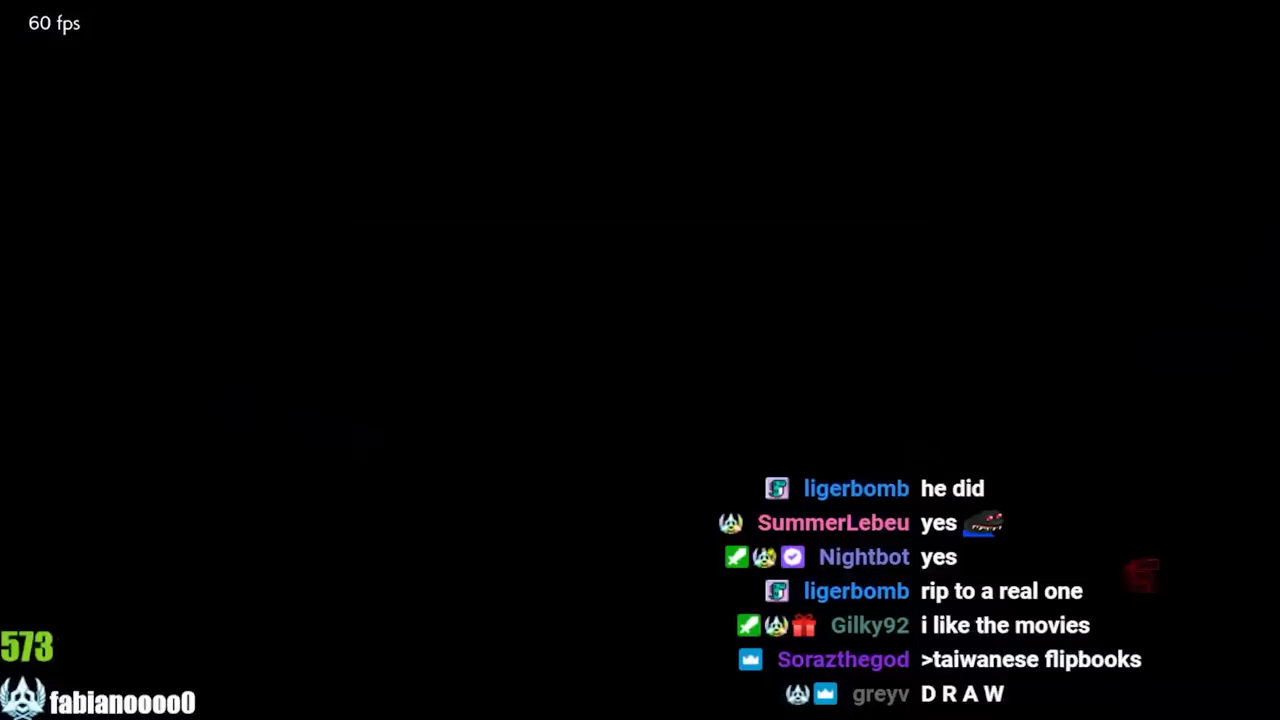 60 fps
ligerbomb he did
SummerLebeu yes
Nightbot yes
ligerbomb rip to a real one
Gilky92 i like the movies
Sorazthegod >taiwanese flipbooks
greyv D R A W
573
fabianoooo0